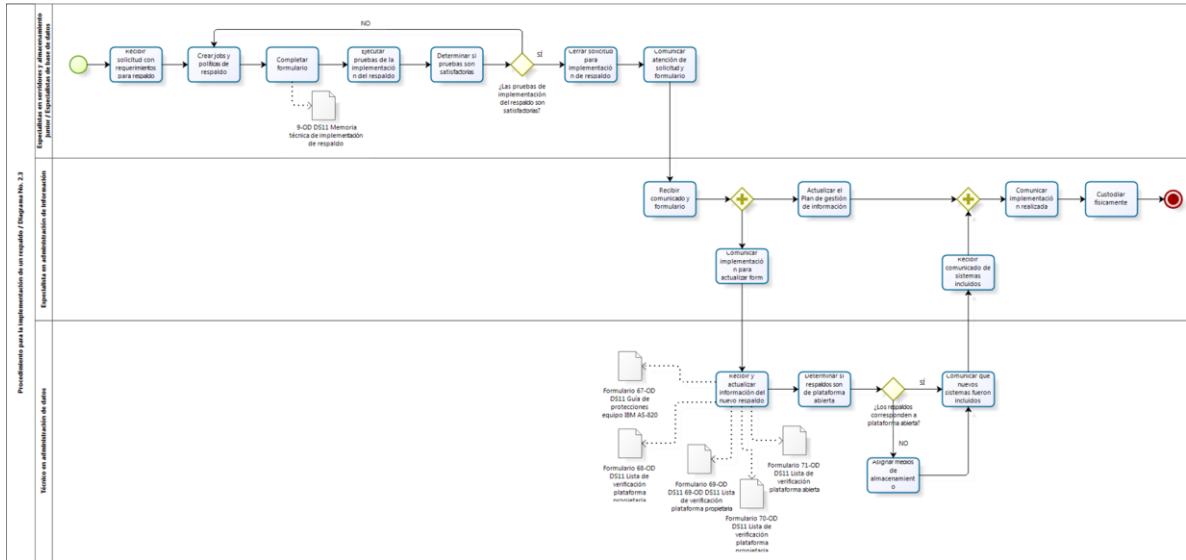 Procedimiento para la implementación de un respaldo / Diagrama No. 2.3
Especialistas en servidores y almacenamiento
Junior / Especialistas de base de datos
NO
Recibir
solicitud con
requerimientos
para respaldo
Crear jobs y
políticas de
respaldo
Completar
formulario
Ejecutar
pruebas de la
implementació
n del respaldo
Determinar si
pruebas son
satisfactorias
SÍ
Cerrar solicitud
para
implementació
n de respaldo
Comunicar
atención de
solicitud y
formulario
¿Las pruebas de
implementación
del respaldo son
satisfactorias?
9-OD DS11 Memoria
técnica de implementación
de respaldo
Especialista en administración de información
Recibir
comunicado y
formulario
Actualizar el
Plan de gestión
de información
Comunicar
implementació
n realizada
Custodiar
físicamente
Comunicar
implementació
n para
actualizar form
Recibir
comunicado de
sistemas
incluidos
Técnico en administración de datos
Recibir y
actualizar
información del
nuevo respaldo
Determinar si
respaldos son
de plataforma
abierta
SÍ
Comunicar que
nuevos
sistemas fueron
incluidos
¿Los respaldos
corresponden a
plataforma abierta?
NO
Asignar medios
de
almacenamient
o
Formulario 67-OD
DS11 Guía de
protecciones
equipo IBM AS-820
Formulario 68-OD
DS11 Lista de
verificación
plataforma
propietaria
Formulario 69-OD
DS11 69-OD DS11 Lista
de verificación
plataforma propietaria
Formulario 70-OD
DS11 Lista de
verificación
plataforma
propietaria
Formulario 71-OD
DS11 Lista de
verificación
plataforma abierta